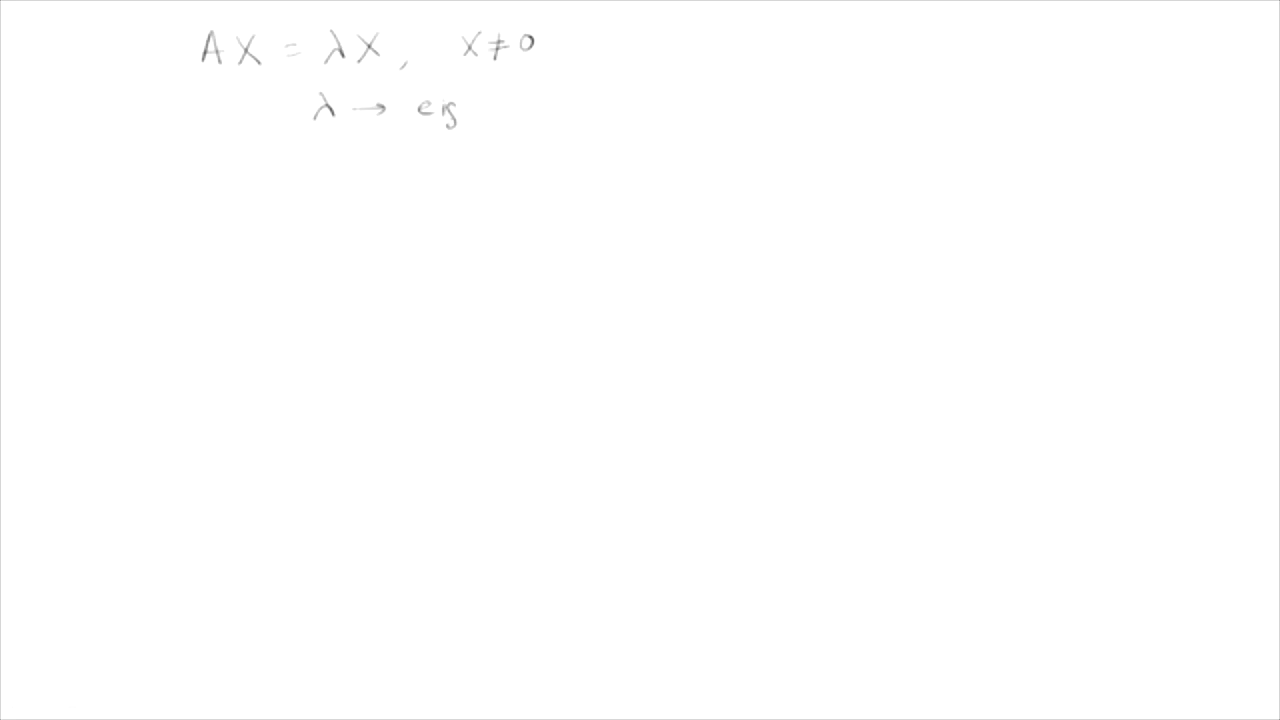 AX = λX, X≠0
λ → eig